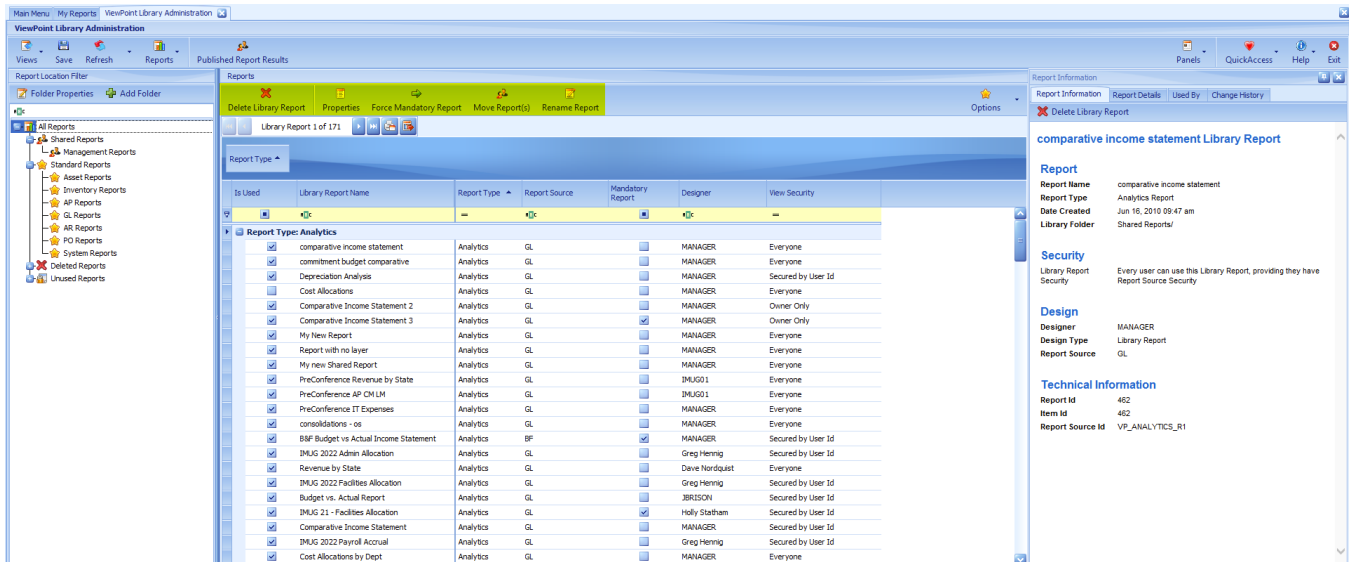 Main Menu My Reports ViewPoint Library Administration
ViewPoint Library Administration
Views Save Refresh Reports Published Report Results Panels QuickAccess Help Exit
Report Location Filter
Folder Properties Add Folder
All Reports
Shared Reports
Management Reports
Standard Reports
Asset Reports
Inventory Reports
AP Reports
GL Reports
AR Reports
PO Reports
System Reports
Deleted Reports
Unused Reports
Reports
Delete Library Report Properties Force Mandatory Report Move Report(s) Rename Report Options
Library Report 1 of 171
Report Type
Is Used Library Report Name Report Type Report Source Mandatory Report Designer View Security
= =
Report Type: Analytics
comparative income statement Analytics GL MANAGER Everyone
commitment budget comparative Analytics GL MANAGER Everyone
Depreciation Analysis Analytics GL MANAGER Secured by User Id
Cost Allocations Analytics GL MANAGER Everyone
Comparative Income Statement 2 Analytics GL MANAGER Owner Only
Comparative Income Statement 3 Analytics GL MANAGER Owner Only
My New Report Analytics GL MANAGER Everyone
Report with no layer Analytics GL MANAGER Everyone
My new Shared Report Analytics GL MANAGER Everyone
PreConference Revenue by State Analytics GL IMUG01 Everyone
PreConference AP CM LM Analytics GL IMUG01 Everyone
PreConference IT Expenses Analytics GL MANAGER Everyone
consolidations - os Analytics GL MANAGER Everyone
B&F Budget vs Actual Income Statement Analytics BF MANAGER Secured by User Id
IMUG 2022 Admin Allocation Analytics GL Greg Hennig Secured by User Id
Revenue by State Analytics GL Dave Nordquist Everyone
IMUG 2022 Facilities Allocation Analytics GL Greg Hennig Secured by User Id
Budget vs. Actual Report Analytics GL JBRISON Secured by User Id
IMUG 21 - Facilities Allocation Analytics GL Holly Statham Secured by User Id
Comparative Income Statement Analytics GL MANAGER Secured by User Id
IMUG 2022 Payroll Accrual Analytics GL Greg Hennig Secured by User Id
Cost Allocations by Dept Analytics GL MANAGER Everyone
Report Information
Report Information Report Details Used By Change History
Delete Library Report
comparative income statement Library Report
Report
Report Name comparative income statement
Report Type Analytics Report
Date Created Jun 16, 2010 09:47 am
Library Folder Shared Reports/
Security
Library Report Security Every user can use this Library Report, providing they have Report Source Security
Design
Designer MANAGER
Design Type Library Report
Report Source GL
Technical Information
Report Id 462
Item Id 462
Report Source Id VP_ANALYTICS_R1